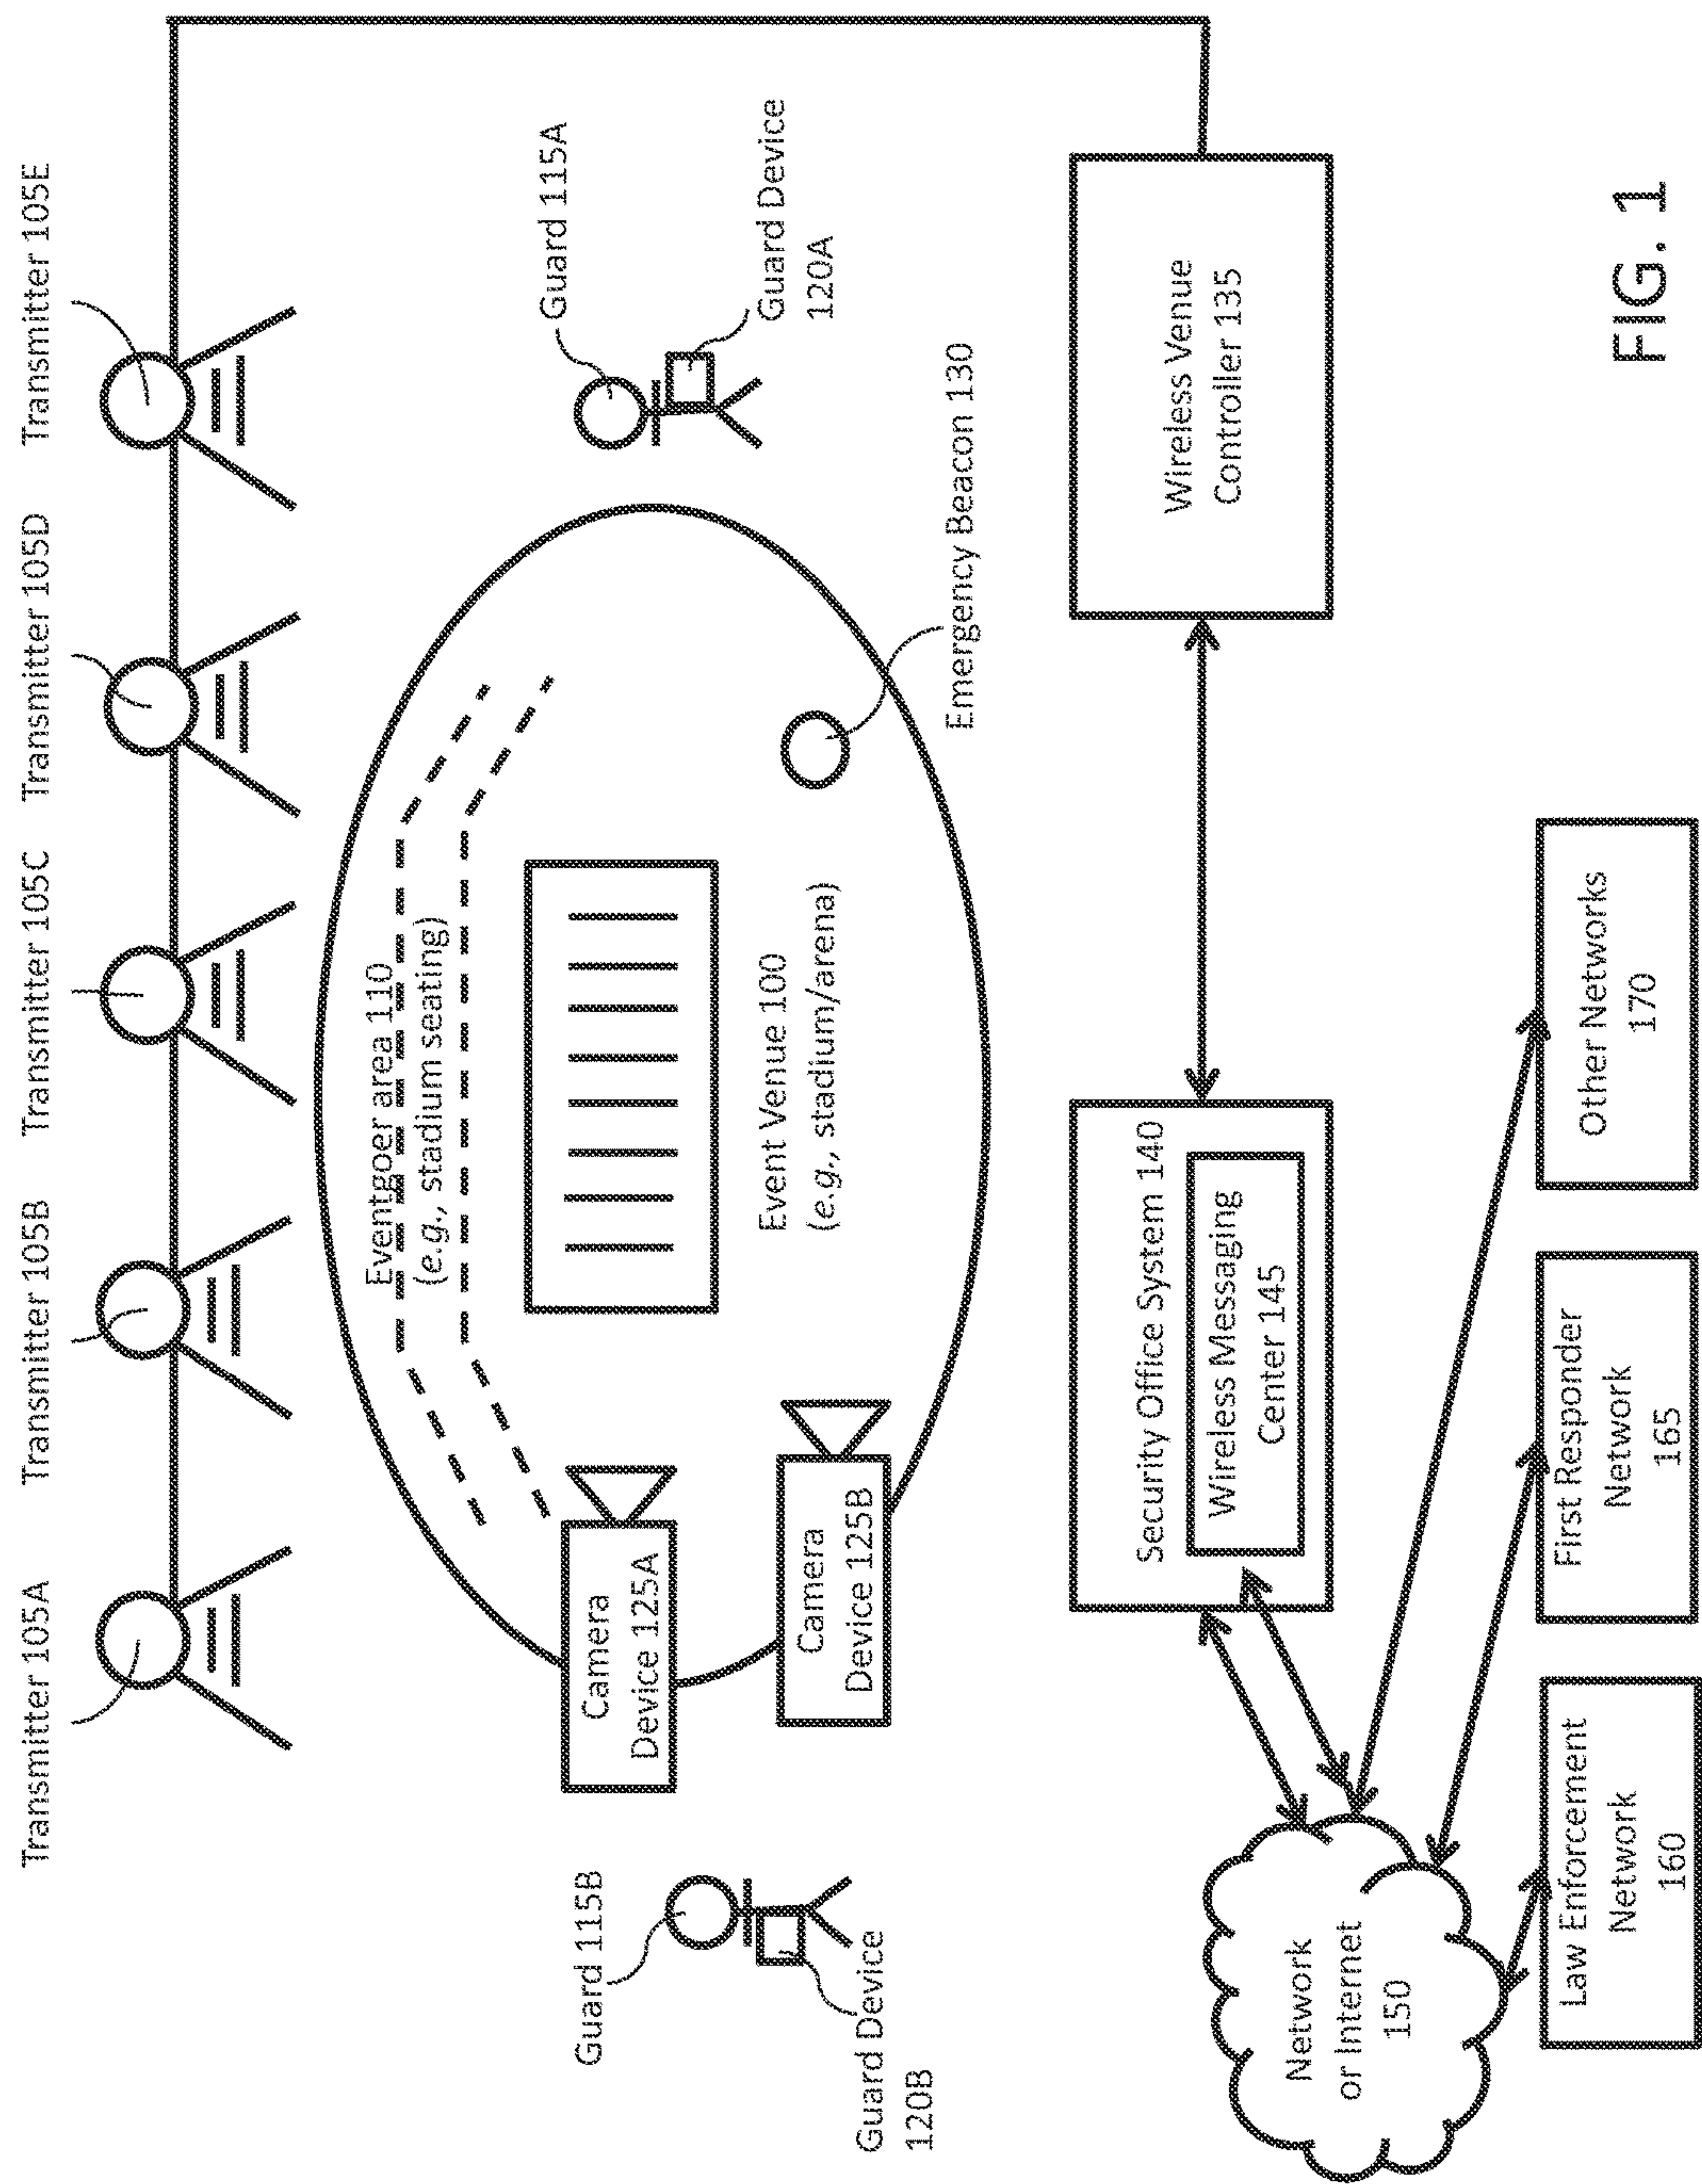 Transmitter 105A
Transmitter 105B
Transmitter 105C
Transmitter 105D
Transmitter 105E
Eventgoer area 110
(e.g., stadium seating)
Guard 115B
Guard Device
120B
Camera
Device 125A
Camera
Device 125B
Event Venue 100
(e.g., stadium/arena)
Guard 115A
Guard Device
120A
Emergency Beacon 130
Security Office System 140
Wireless Messaging
Center 145
Wireless Venue
Controller 135
Network
or Internet
150
Law Enforcement
Network
160
First Responder
Network
165
Other Networks
170
FIG. 1